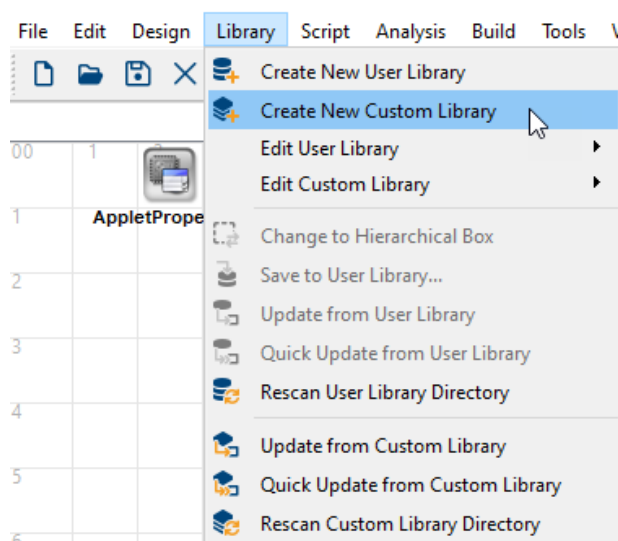 File Edit Design Library Script Analysis Build Tools
Create New User Library
Create New Custom Library
Edit User Library
Edit Custom Library
Change to Hierarchical Box
Save to User Library...
Update from User Library
Quick Update from User Library
Rescan User Library Directory
Update from Custom Library
Quick Update from Custom Library
Rescan Custom Library Directory
00 1
AppletPrope
1
2
3
4
5